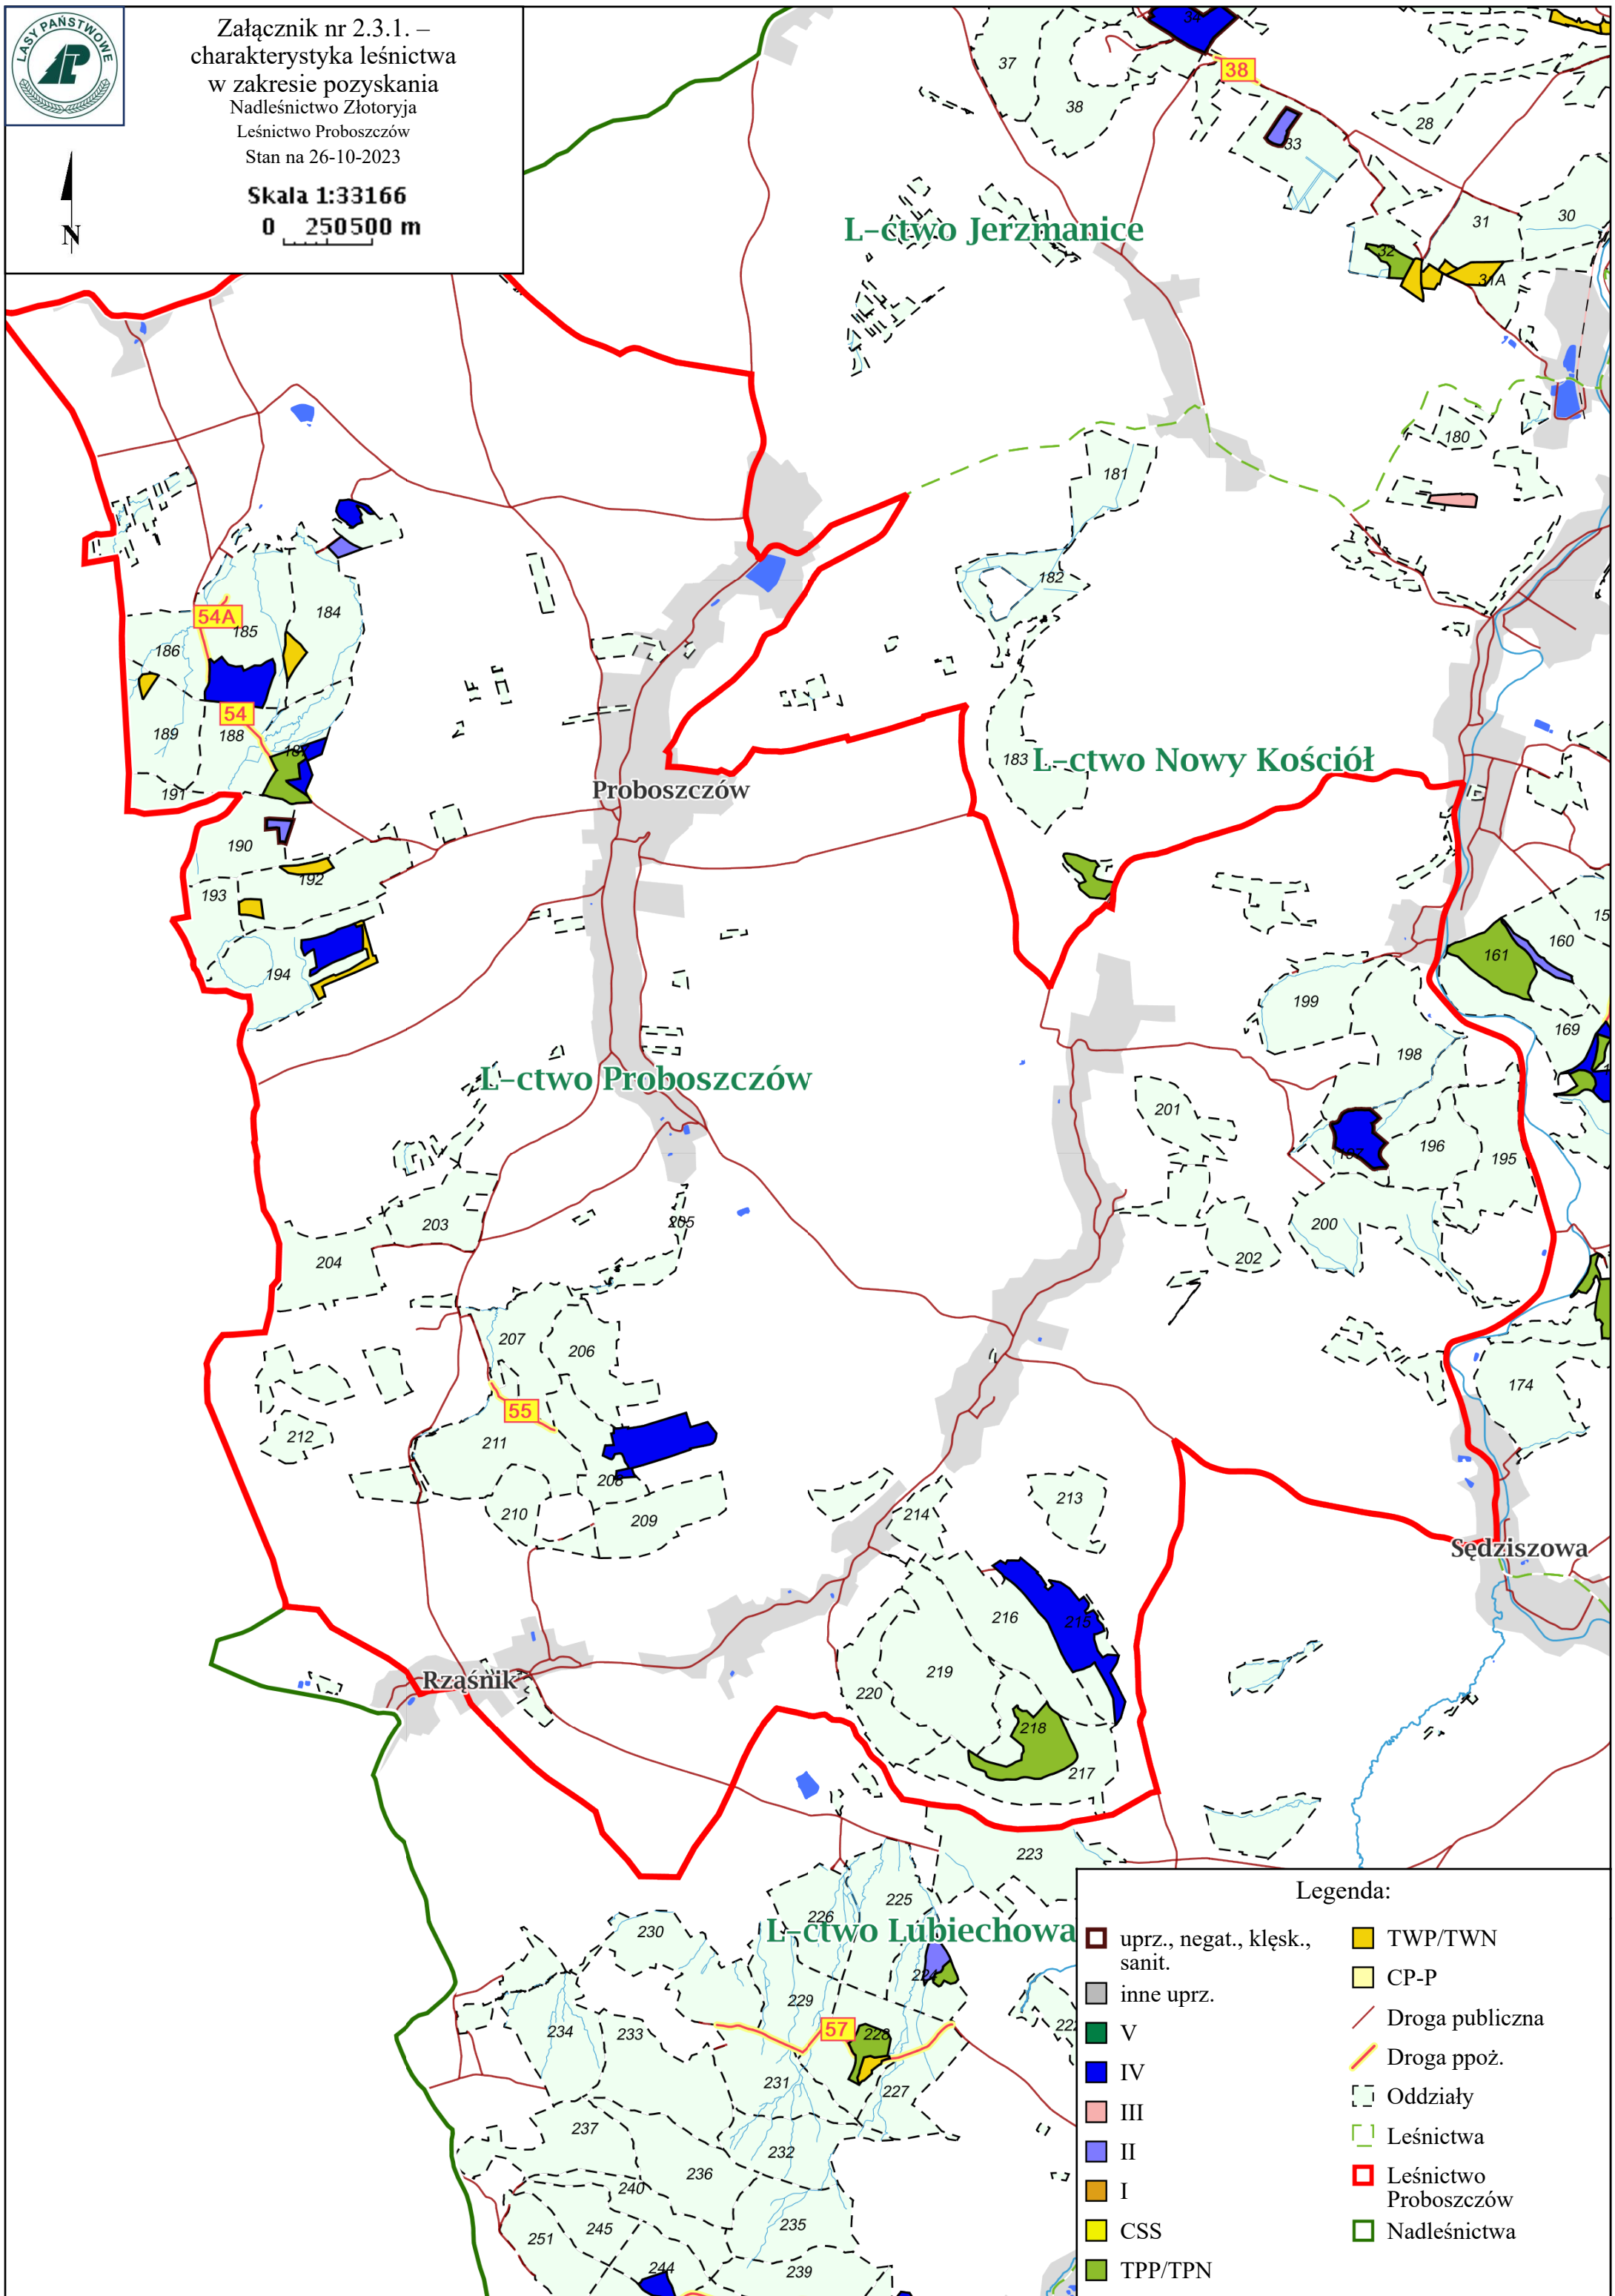 LASY PAŃSTWOWE
Załącznik nr 2.3.1. –
charakterystyka leśnictwa
w zakresie pozyskania
Nadleśnictwo Złotoryja
Leśnictwo Proboszczów
Stan na 26-10-2023
Skala 1:33166
0 250 500 m
N
34
37
38
38
33
28
31
30
32
31A
L-ctwo Jerzmanice
180
181
182
184
54A
185
186
54
189
188
187
191
183
L-ctwo Nowy Kościół
Proboszczów
190
192
193
194
161
160
15
199
169
198
L-ctwo Proboszczów
201
197
196
195
203
205
200
204
202
207
206
174
55
212
211
208
210
209
213
214
Sędziszowa
216
215
219
Rząśnik
220
218
217
223
225
226
L-ctwo Lubiechowa
230
224
229
234
233
57
228
222
231
227
237
232
236
240
235
251
245
244
239
Legenda:
uprz., negat., klęsk.,
sanit.
inne uprz.
V
IV
III
II
I
CSS
TPP/TPN
TWP/TWN
CP-P
Droga publiczna
Droga ppoż.
Oddziały
Leśnictwa
Leśnictwo
Proboszczów
Nadleśnictwa